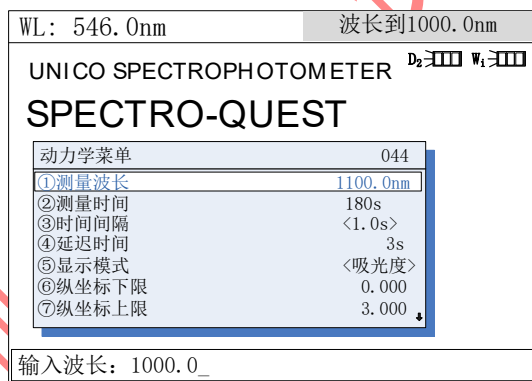 WL: 546.0nm 波长到1000.0nm
D₂ W₁
UNICO SPECTROPHOTOMETER
SPECTRO-QUEST
动力学菜单 044
①测量波长 1100.0nm
②测量时间 180s
③时间间隔 <1.0s>
④延迟时间 3s
⑤显示模式 <吸光度>
⑥纵坐标下限 0.000
⑦纵坐标上限 3.000
输入波长: 1000.0_